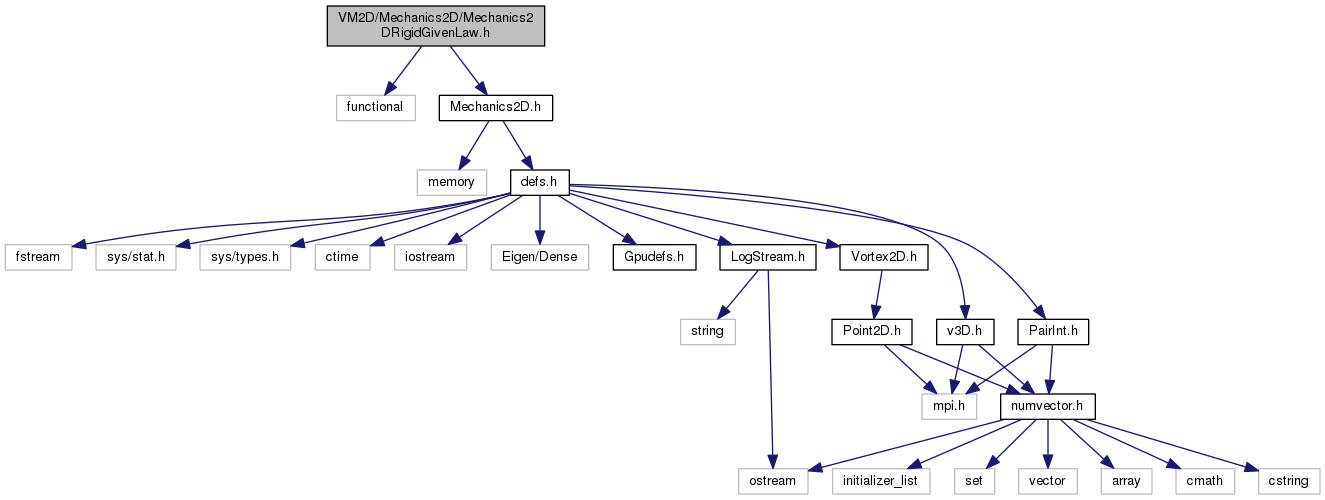 VM2D/Mechanics2D/Mechanics2
DRigidGivenLaw.h
functional
Mechanics2D.h
memory
defs.h
fstream
sys/stat.h
sys/types.h
ctime
iostream
Eigen/Dense
Gpudefs.h
LogStream.h
Vortex2D.h
string
Point2D.h
v3D.h
PairInt.h
mpi.h
numvector.h
ostream
initializer_list
set
vector
array
cmath
cstring